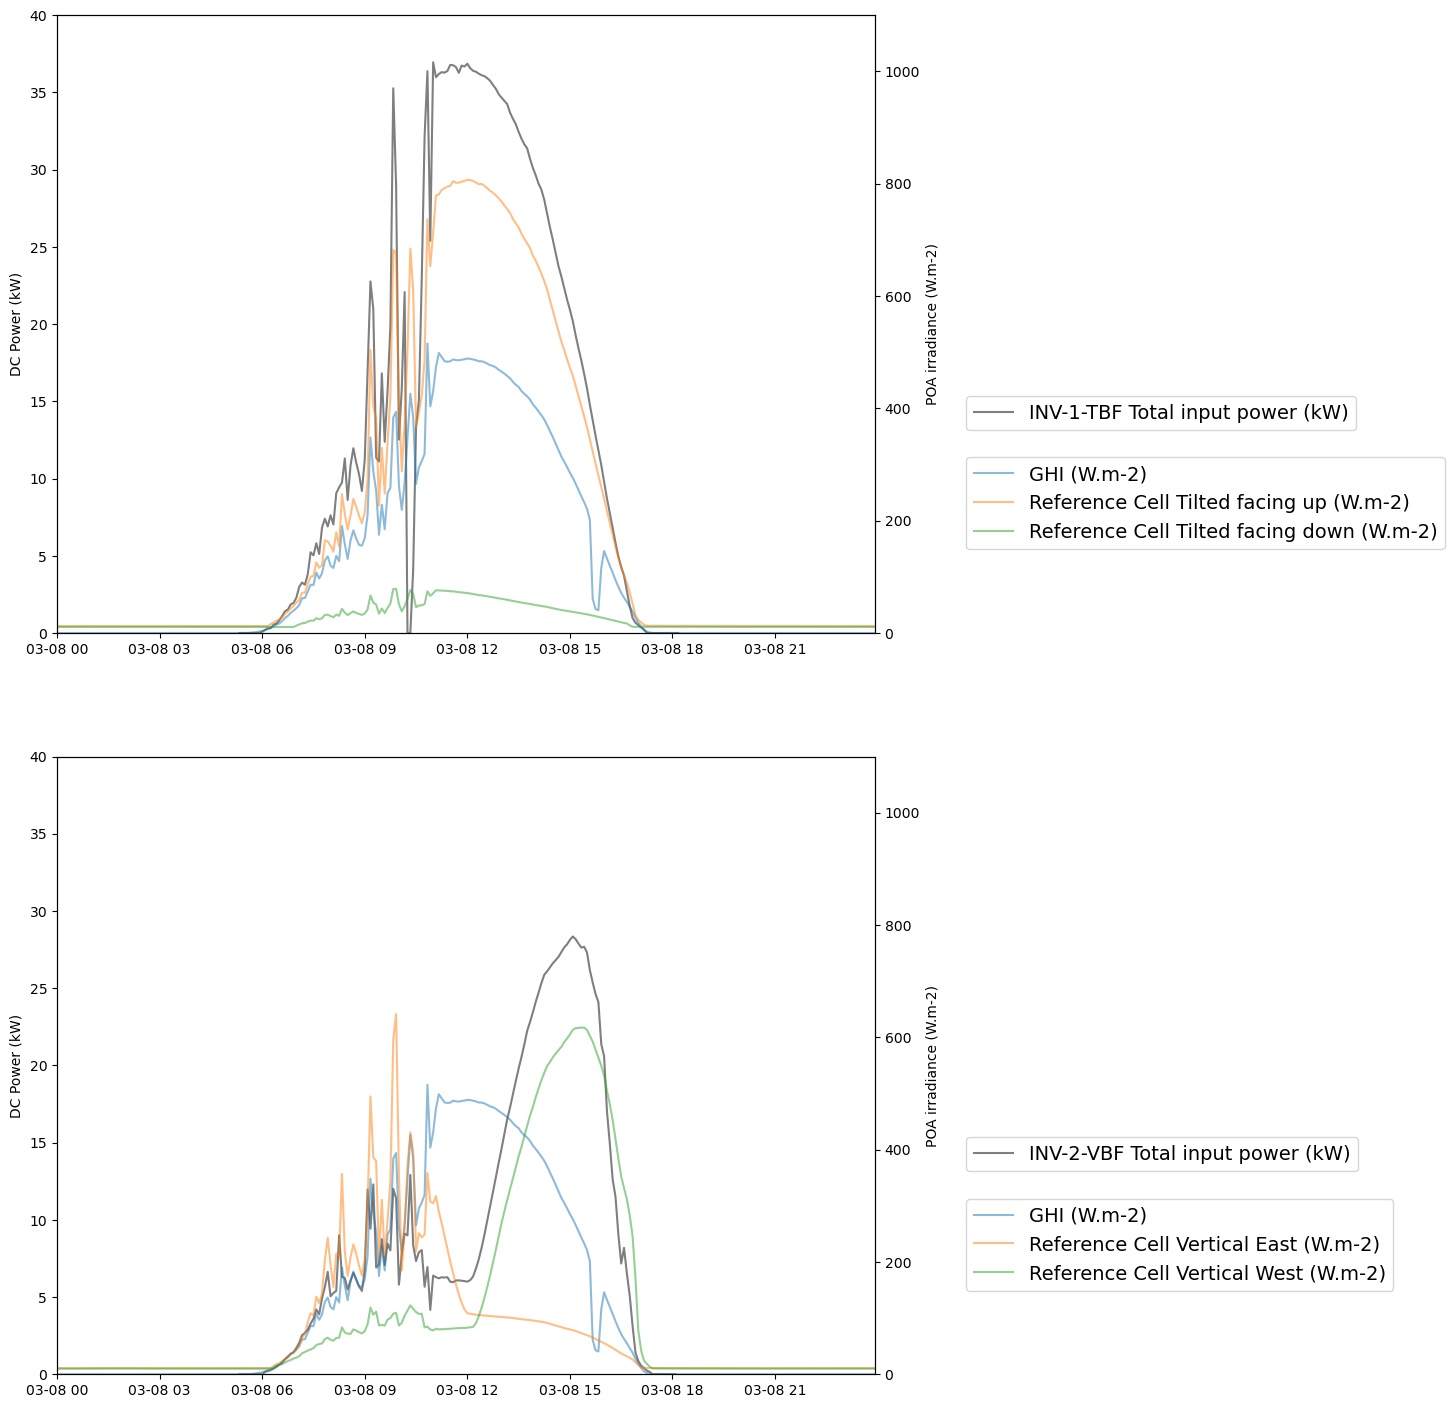 40
35
30
25
20
15
10
5
0
DC Power (kW)
1000
800
600
400
200
0
POA irradiance (W.m-2)
03-08 00 03-08 03 03-08 06 03-08 09 03-08 12 03-08 15 03-08 18 03-08 21
INV-1-TBF Total input power (kW)
GHI (W.m-2)
Reference Cell Tilted facing up (W.m-2)
Reference Cell Tilted facing down (W.m-2)
40
35
30
25
20
15
10
5
0
DC Power (kW)
1000
800
600
400
200
0
POA irradiance (W.m-2)
03-08 00 03-08 03 03-08 06 03-08 09 03-08 12 03-08 15 03-08 18 03-08 21
INV-2-VBF Total input power (kW)
GHI (W.m-2)
Reference Cell Vertical East (W.m-2)
Reference Cell Vertical West (W.m-2)